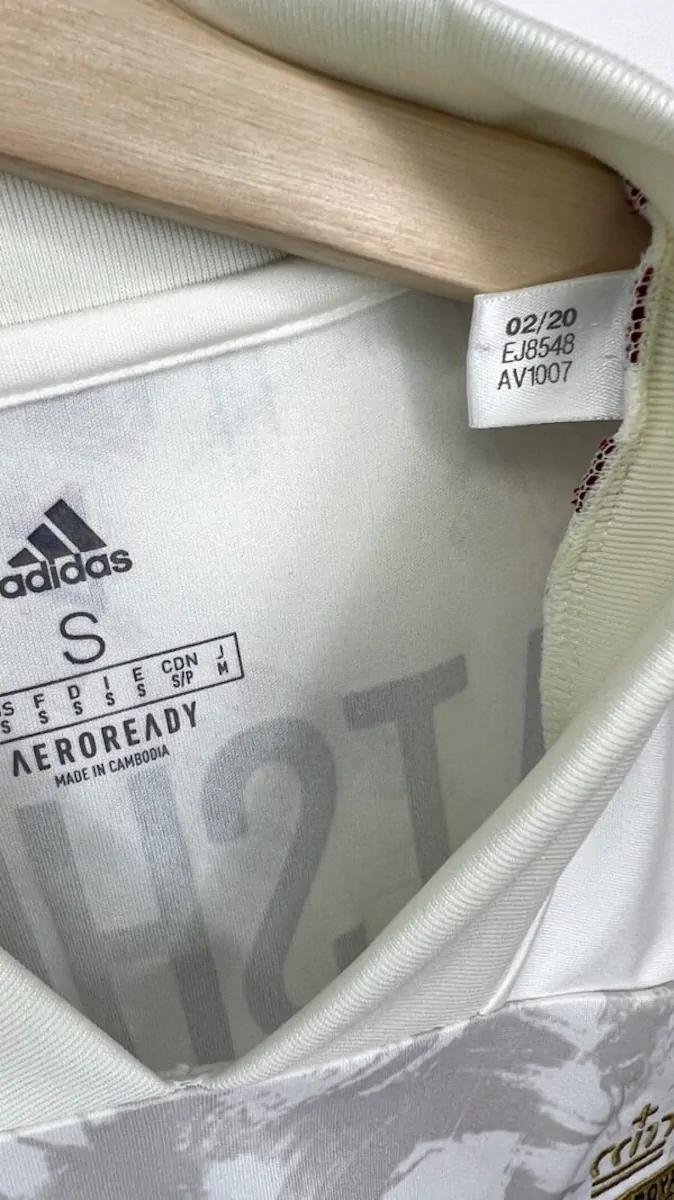 02/20
EJ8548
AV1007
adidas
S
F D I E CDN J
S S S S S/P M
AEROREADY
MADE IN CAMBODIA